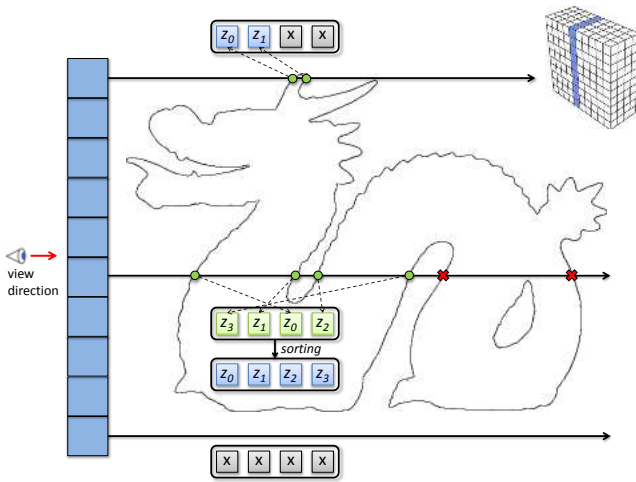 z0 z1 x x
view
direction
z3 z1 z0 z2
sorting
z0 z1 z2 z3
x x x x